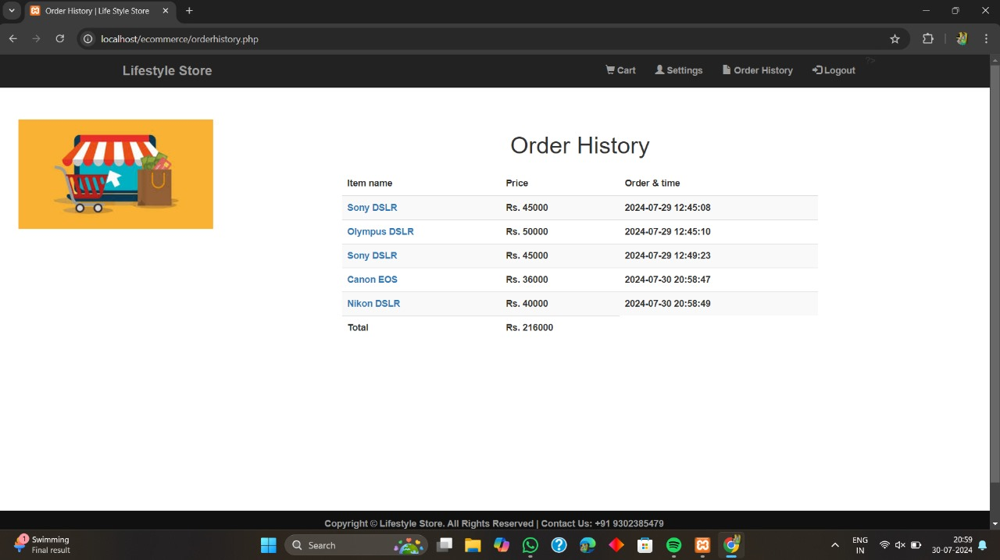 Order History | Life Style Store
localhost/ecommerce/orderhistory.php
Lifestyle Store Cart Settings Order History Logout ?>
Order History
Item name Price Order & time
Sony DSLR Rs. 45000 2024-07-29 12:45:08
Olympus DSLR Rs. 50000 2024-07-29 12:45:10
Sony DSLR Rs. 45000 2024-07-29 12:49:23
Canon EOS Rs. 36000 2024-07-30 20:58:47
Nikon DSLR Rs. 40000 2024-07-30 20:58:49
Total Rs. 216000
Copyright © Lifestyle Store. All Rights Reserved | Contact Us: +91 9302385479
1 Swimming
Final result
Search
ENG
IN
20:59
30-07-2024